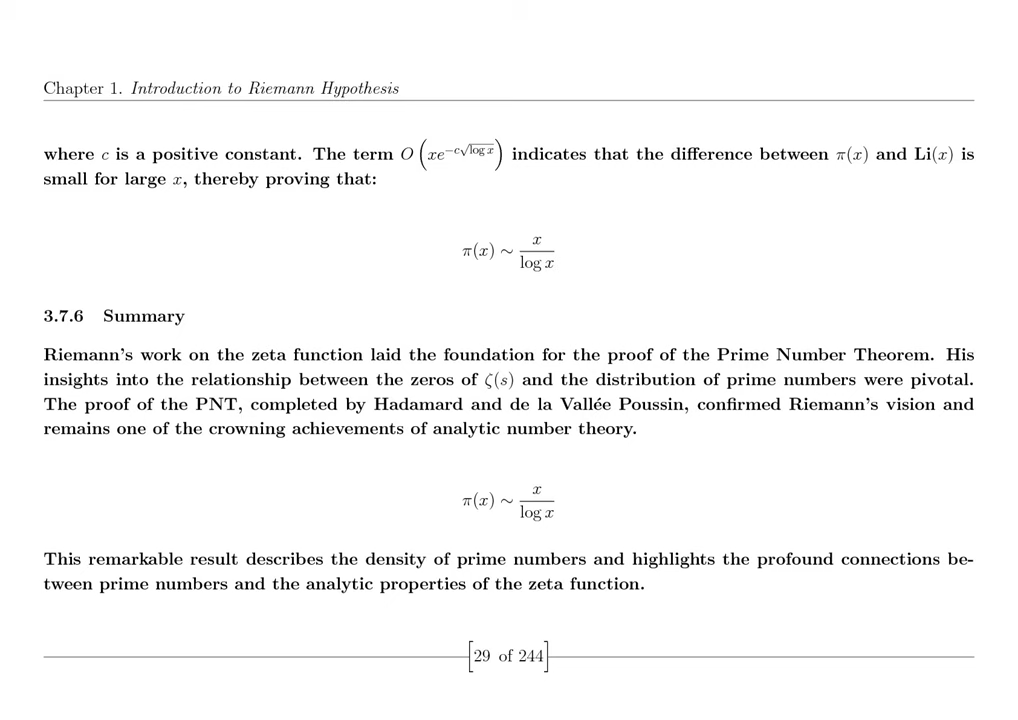 Chapter 1. Introduction to Riemann Hypothesis
where c is a positive constant. The term O(xe^{-c√log x}) indicates that the difference between π(x) and Li(x) is
small for large x, thereby proving that:
π(x) ∼ x / log x
3.7.6 Summary
Riemann's work on the zeta function laid the foundation for the proof of the Prime Number Theorem. His
insights into the relationship between the zeros of ζ(s) and the distribution of prime numbers were pivotal.
The proof of the PNT, completed by Hadamard and de la Vallée Poussin, confirmed Riemann's vision and
remains one of the crowning achievements of analytic number theory.
π(x) ∼ x / log x
This remarkable result describes the density of prime numbers and highlights the profound connections be-
tween prime numbers and the analytic properties of the zeta function.
[29 of 244]